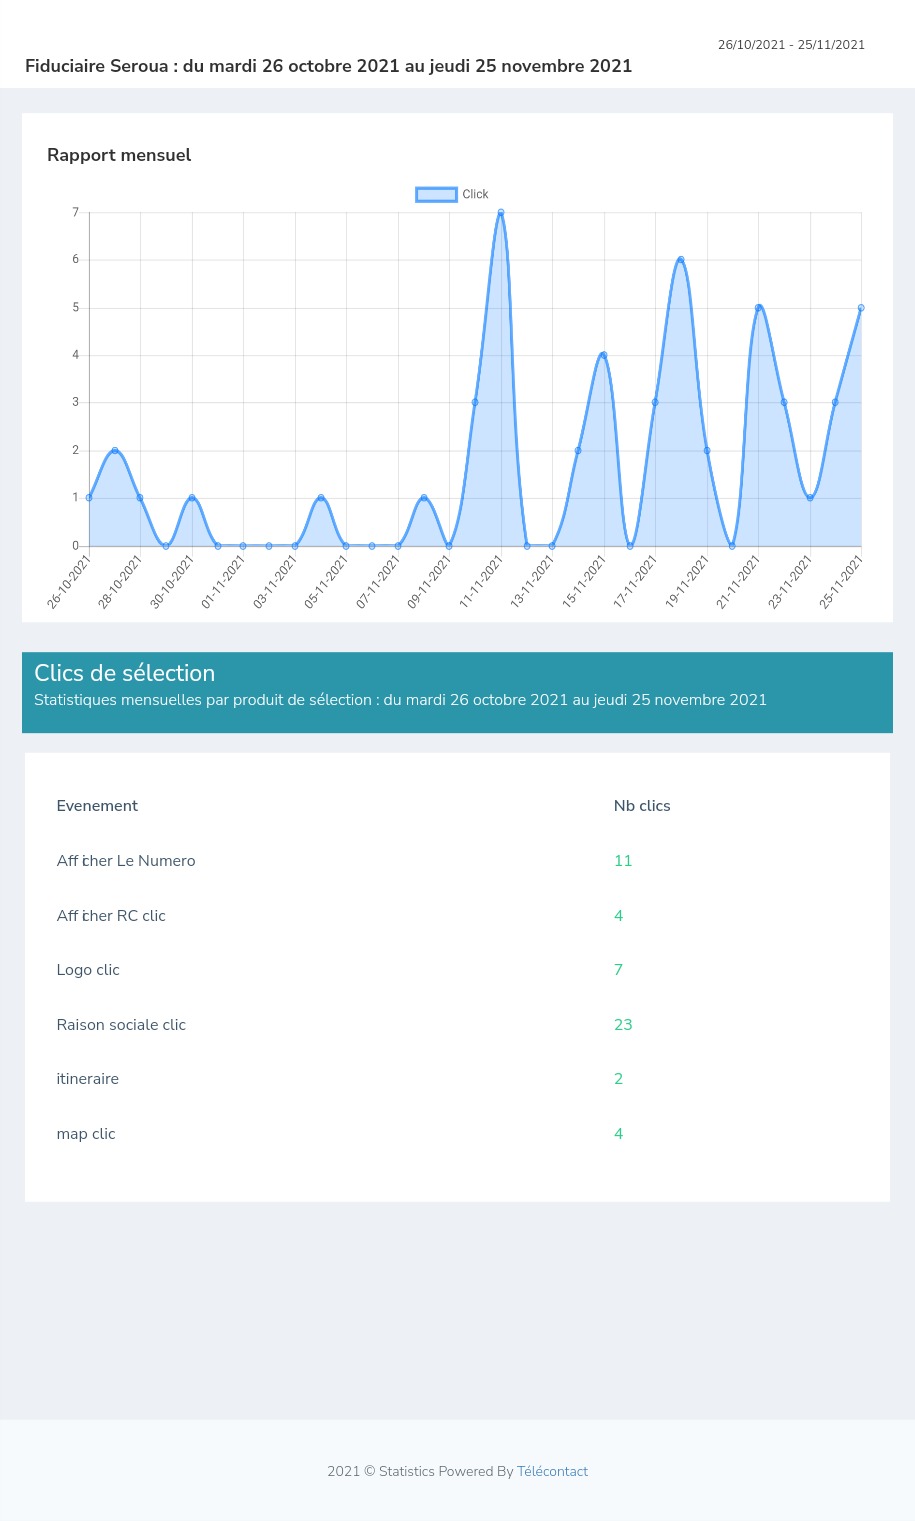 26/10/2021 - 25/11/2021
Fiduciaire Seroua : du mardi 26 octobre 2021 au jeudi 25 novembre 2021
Rapport mensuel
Click
7
6
5
4
3
2
1
0
26-10-2021 28-10-2021 30-10-2021 01-11-2021 03-11-2021 05-11-2021 07-11-2021 09-11-2021 11-11-2021 13-11-2021 15-11-2021 17-11-2021 19-11-2021 21-11-2021 23-11-2021 25-11-2021
Clics de sélection
Statistiques mensuelles par produit de sélection : du mardi 26 octobre 2021 au jeudi 25 novembre 2021
Evenement Nb clics
Afficher Le Numero 11
Afficher RC clic 4
Logo clic 7
Raison sociale clic 23
itineraire 2
map clic 4
2021 © Statistics Powered By Télécontact